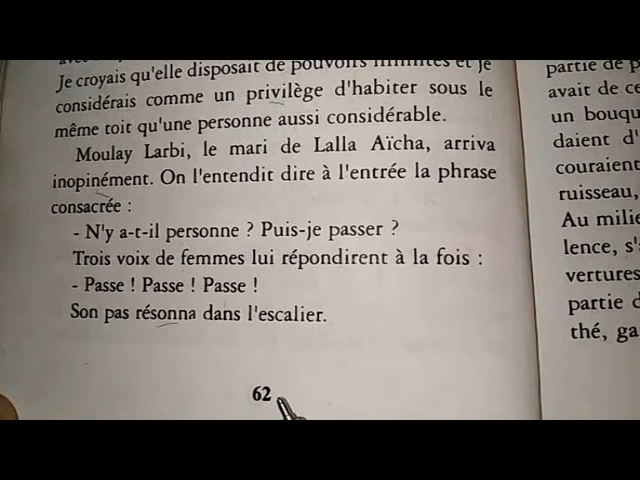 Je croyais qu'elle disposait de pouvoirs illimités et je
considérais comme un privilège d'habiter sous le
même toit qu'une personne aussi considérable.
Moulay Larbi, le mari de Lalla Aïcha, arriva
inopinément. On l'entendit dire à l'entrée la phrase
consacrée :
- N'y a-t-il personne ? Puis-je passer ?
Trois voix de femmes lui répondirent à la fois :
- Passe ! Passe ! Passe !
Son pas résonna dans l'escalier.
62
partie de p
avait de ce
un bouqu
daient d'
couraient
ruisseau,
Au milie
lence, s'a
vertures
partie d
thé, ga